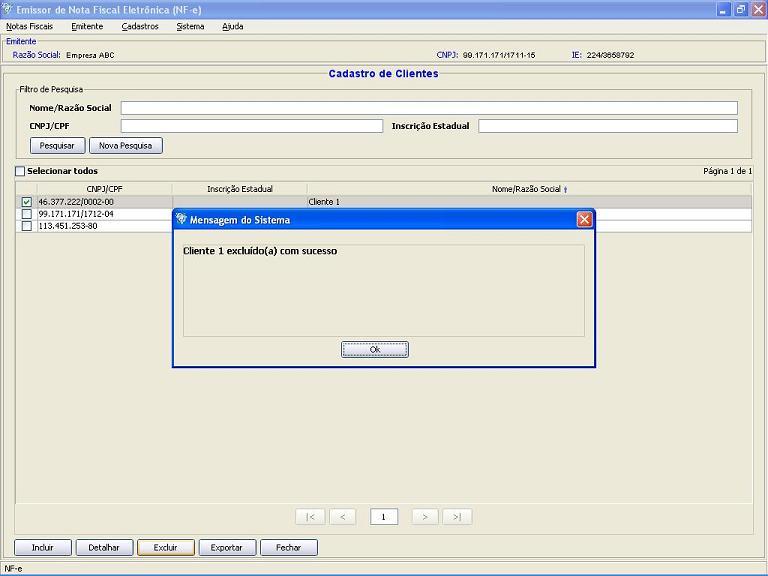 Emissor de Nota Fiscal Eletrônica (NF-e)
Notas Fiscais Emitente Cadastros Sistema Ajuda
Emitente
Razão Social: Empresa ABC CNPJ: 99.171.171/1711-15 IE: 224/3658792
Cadastro de Clientes
Filtro de Pesquisa
Nome/Razão Social
CNPJ/CPF Inscrição Estadual
Pesquisar Nova Pesquisa
Selecionar todos Página 1 de 1
CNPJ/CPF Inscrição Estadual Nome/Razão Social
46.377.222/0002-00 Cliente 1
99.171.171/1712-04
113.451.253-80
Mensagem do Sistema
Cliente 1 excluído(a) com sucesso
Ok
|< < 1 > >|
Incluir Detalhar Excluir Exportar Fechar
NF-e